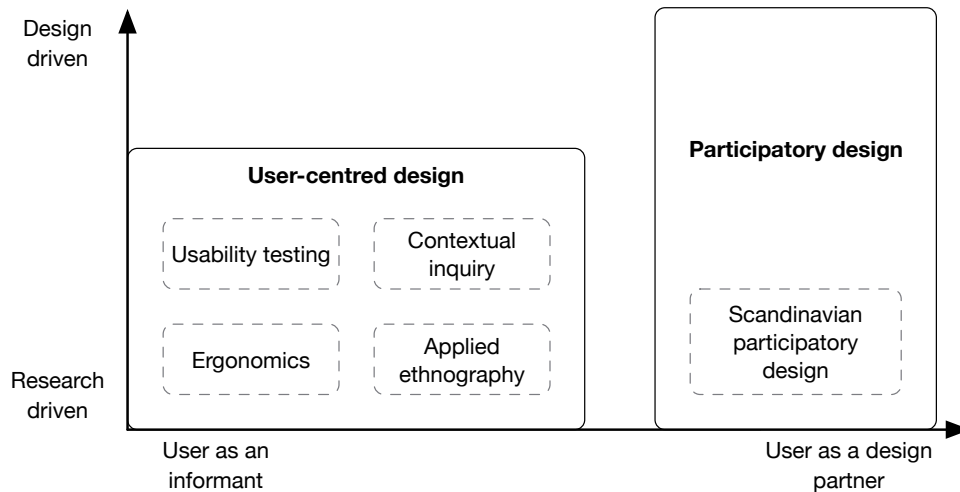 Design
driven
Participatory design
User-centred design
Usability testing
Contextual
inquiry
Ergonomics
Applied
ethnography
Scandinavian
participatory
design
Research
driven
User as an
informant
User as a design
partner